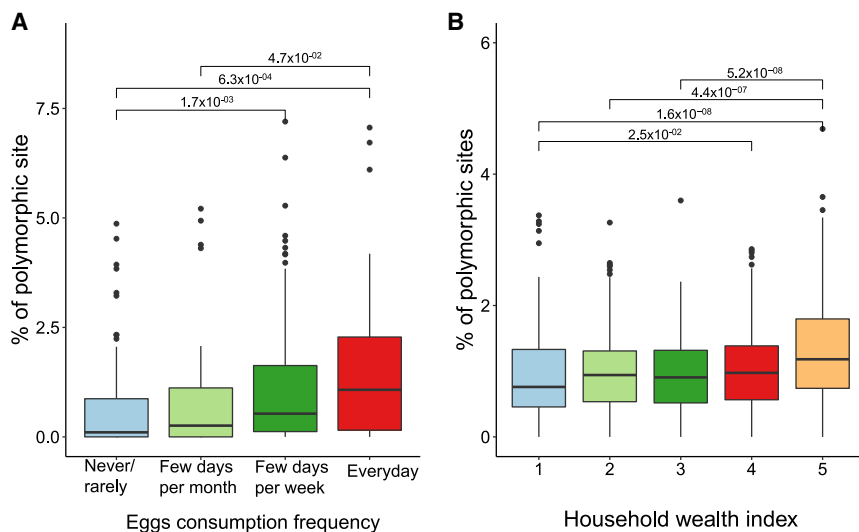 A
4.7x10⁻⁰²
6.3x10⁻⁰⁴
1.7x10⁻⁰³
7.5
5.0
2.5
0.0
% of polymorphic site
Never/
rarely
Few days
per month
Few days
per week
Everyday
Eggs consumption frequency
B
6
5.2x10⁻⁰⁸
4.4x10⁻⁰⁷
1.6x10⁻⁰⁸
2.5x10⁻⁰²
4
2
0
% of polymorphic sites
1 2 3 4 5
Household wealth index